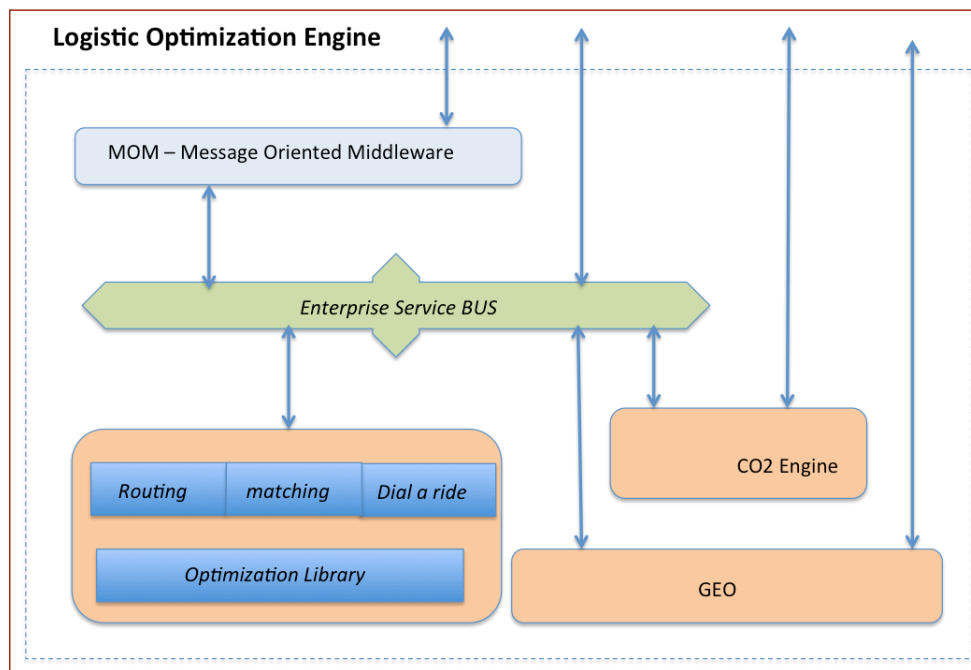 Logistic Optimization Engine
MOM – Message Oriented Middleware
Enterprise Service BUS
Routing
matching
Dial a ride
Optimization Library
CO2 Engine
GEO